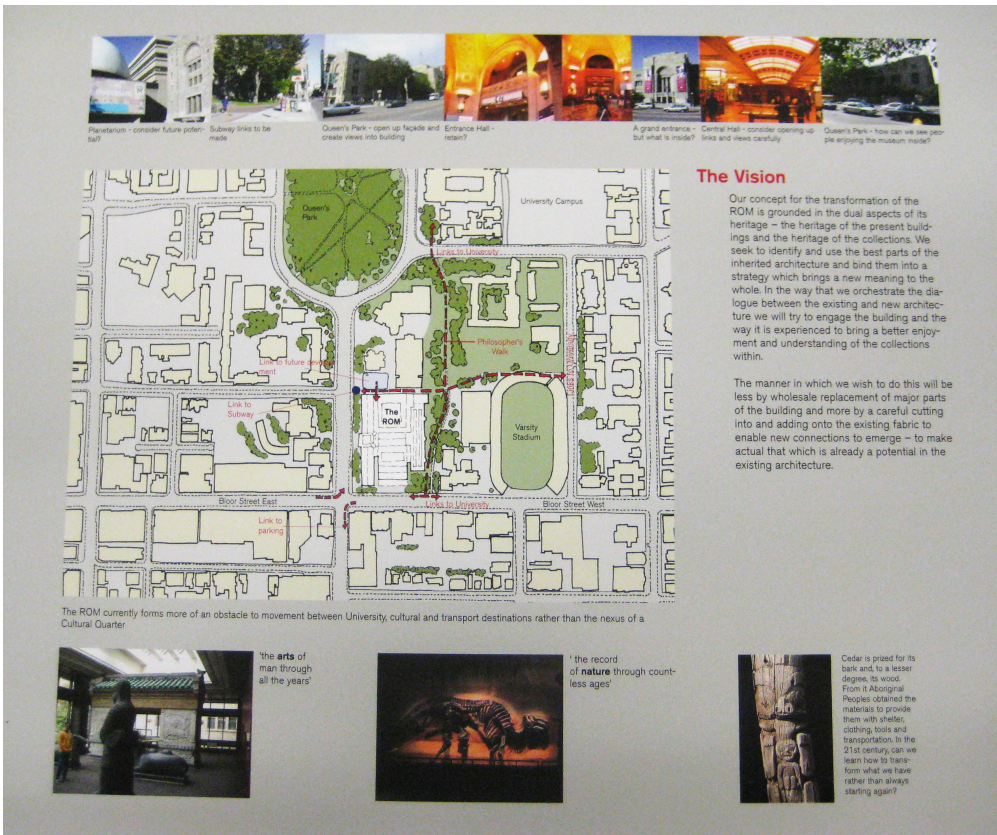 Planetarium - consider future poten-
tial?
Subway links to be
made
Queen's Park - open up façade and
create views into building
Entrance Hall -
retain?
A grand entrance -
but what is inside?
Central Hall - consider opening up
links and views carefully
Queen's Park - how can we see peo-
ple enjoying the museum inside?
The Vision
Our concept for the transformation of the
ROM is grounded in the dual aspects of its
heritage – the heritage of the present build-
ings and the heritage of the collections. We
seek to identify and use the best parts of the
inherited architecture and bind them into a
strategy which brings a new meaning to the
whole. In the way that we orchestrate the dia-
logue between the existing and new architec-
ture we will try to engage the building and the
way it is experienced to bring a better enjoy-
ment and understanding of the collections
within.
The manner in which we wish to do this will be
less by wholesale replacement of major parts
of the building and more by a careful cutting
into and adding onto the existing fabric to
enable new connections to emerge – to make
actual that which is already a potential in the
existing architecture.
Queen's
Park
University Campus
Links to University
Philosopher's
Walk
Link to future develop-
ment
Link to
Subway
The
ROM
Varsity
Stadium
Bloor Street East
Links to University
Bloor Street West
Link to
parking
The ROM currently forms more of an obstacle to movement between University, cultural and transport destinations rather than the nexus of a
Cultural Quarter
'the arts of
man through
all the years'
' the record
of nature through count-
less ages'
Cedar is prized for its
bark and, to a lesser
degree, its wood.
From it Aboriginal
Peoples obtained the
materials to provide
them with shelter,
clothing, tools and
transportation. In the
21st century, can we
learn how to trans-
form what we have
rather than always
starting again?